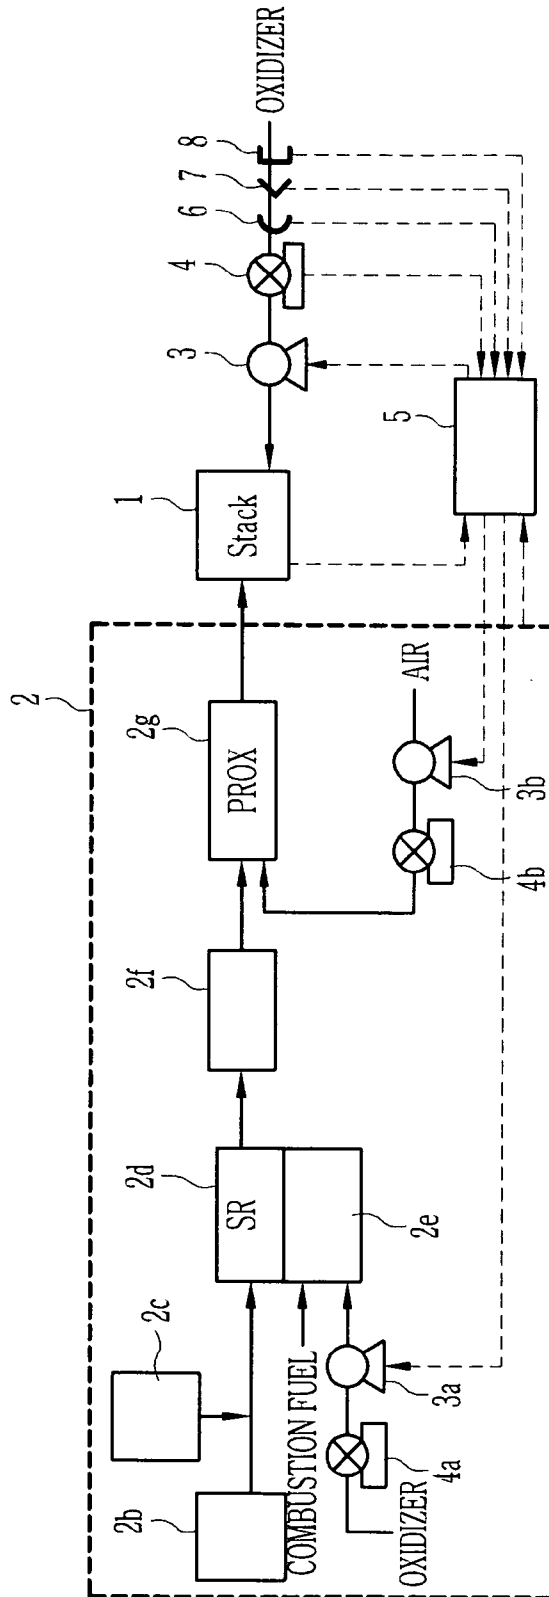 2
2b
2c
2d
SR
2e
2f
2g
PROX
1
Stack
3
4
6
7
8
OXIDIZER
COMBUSTION FUEL
OXIDIZER
4a
3a
4b
3b
AIR
5